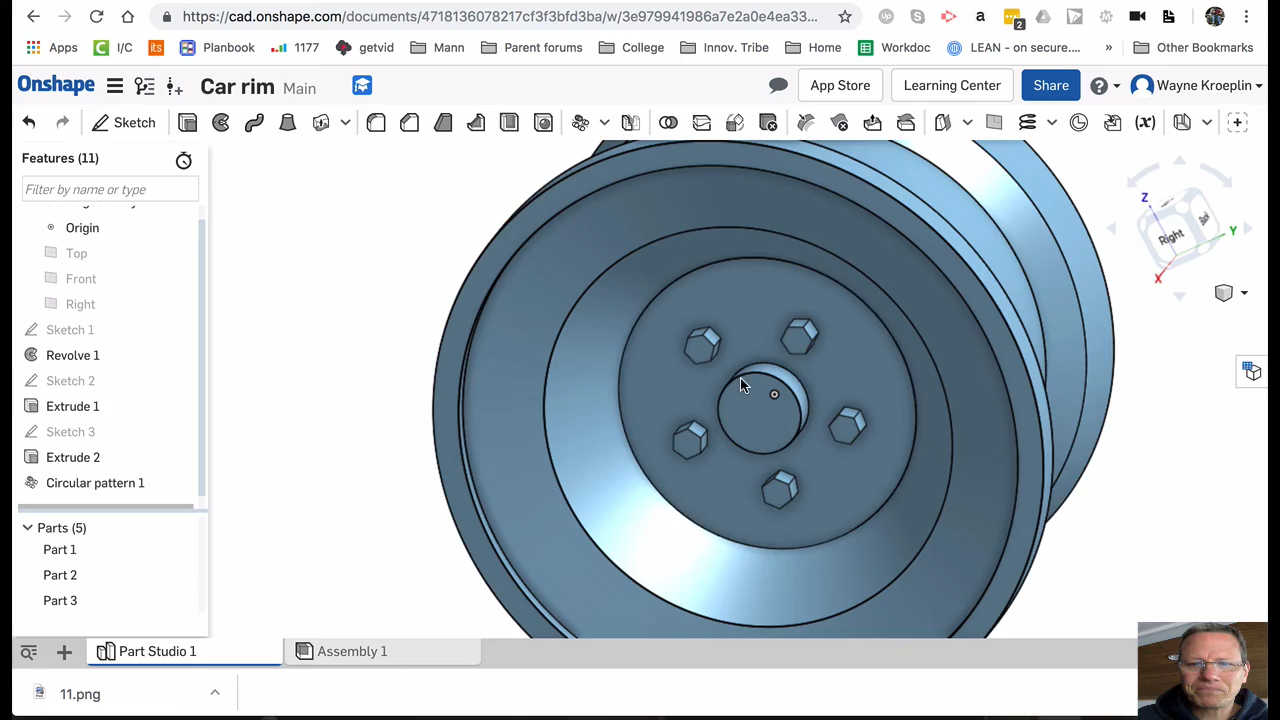 https://cad.onshape.com/documents/4718136078217cf3f3bfd3ba/w/3e979941986a7e2a0e4ea33...
2
Apps
I/C
its
Planbook
1177
getvid
Mann
Parent forums
College
Innov. Tribe
Home
Workdoc
LEAN - on secure....
»
Other Bookmarks
Onshape
Car rim Main
App Store
Learning Center
Share
Wayne Kroeplin
Sketch
(x)
Features (11)
Filter by name or type
Origin
Top
Front
Right
Sketch 1
Revolve 1
Sketch 2
Extrude 1
Sketch 3
Extrude 2
Circular pattern 1
Parts (5)
Part 1
Part 2
Part 3
Z
Y
X
Right
Part Studio 1
Assembly 1
11.png